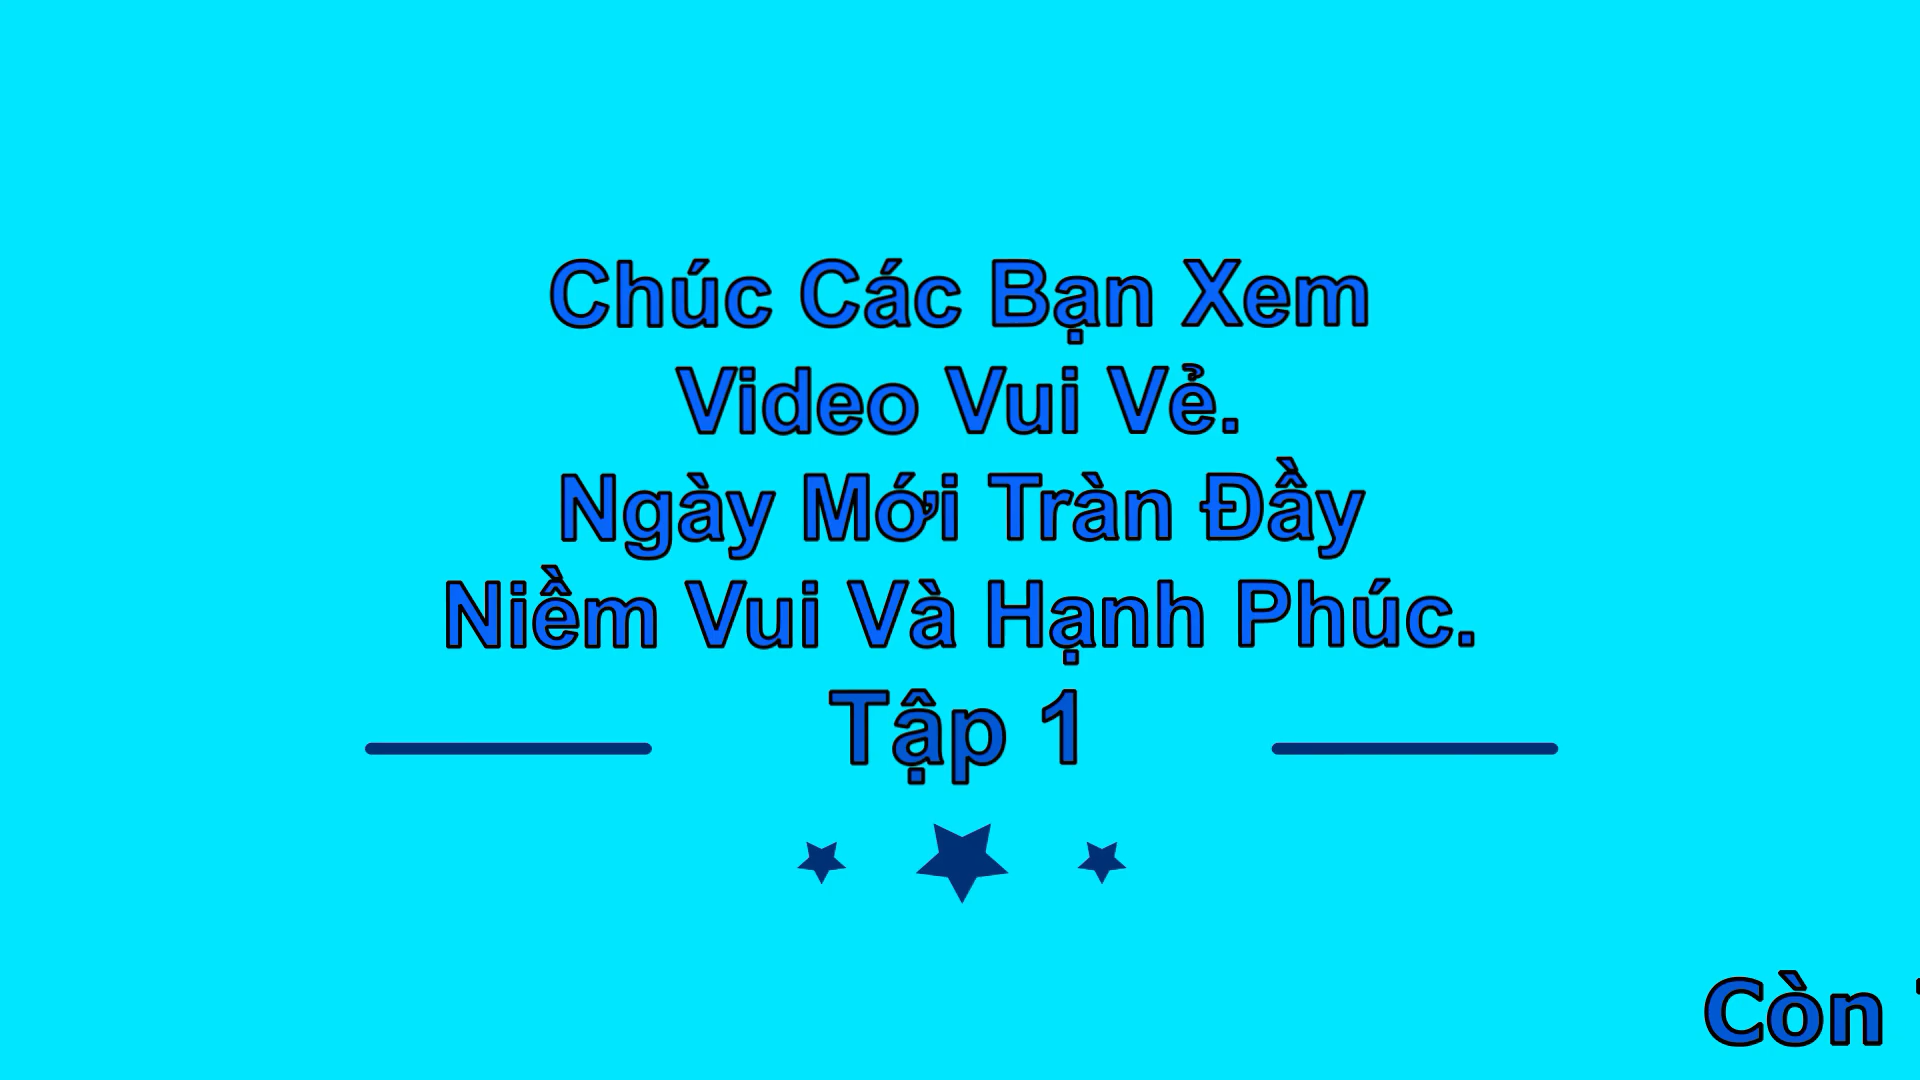 Chúc Các Bạn Xem
Video Vui Vẻ.
Ngày Mới Tràn Đầy
Niềm Vui Và Hạnh Phúc.
Tập 1
Còn